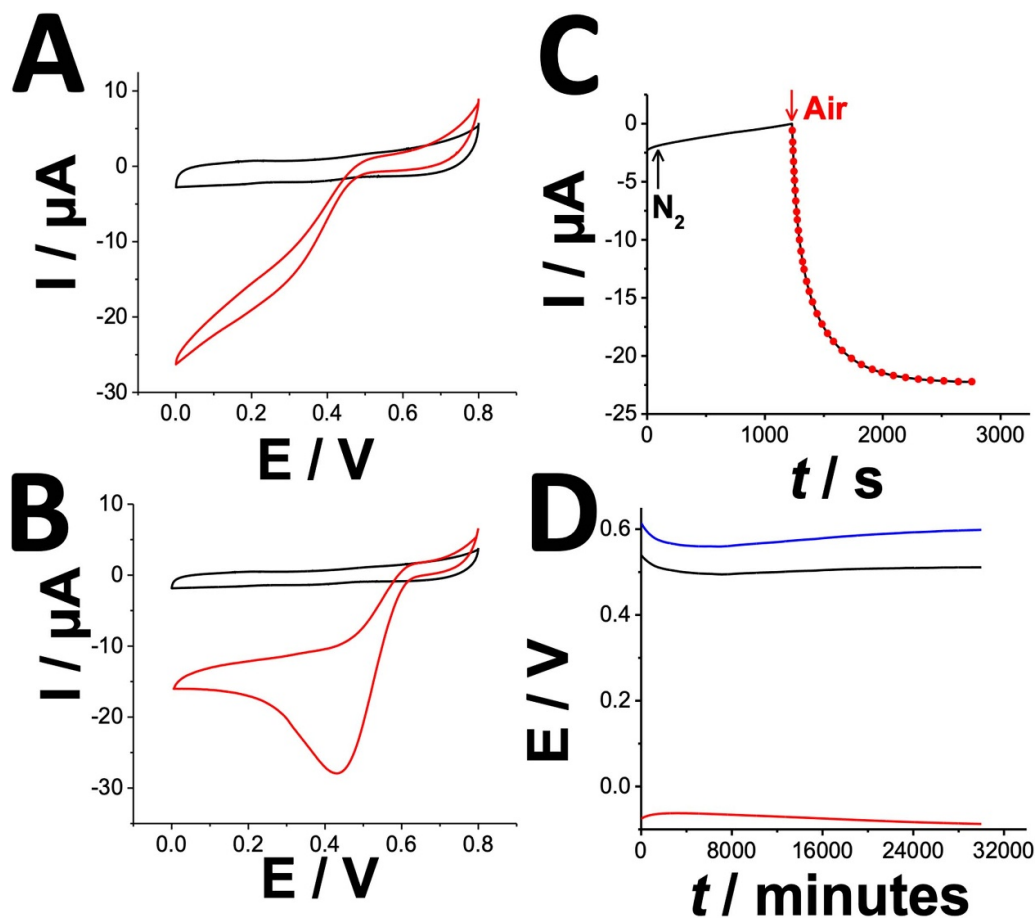 A
10
0
-10
-20
-30
I / µA
0.0 0.2 0.4 0.6 0.8
E / V
B
10
0
-10
-20
-30
I / µA
0.0 0.2 0.4 0.6 0.8
E / V
C
Air
N2
0
-5
-10
-15
-20
-25
I / µA
0 1000 2000 3000
t / s
D
0.6
0.4
0.2
0.0
E / V
0 8000 16000 24000 32000
t / minutes